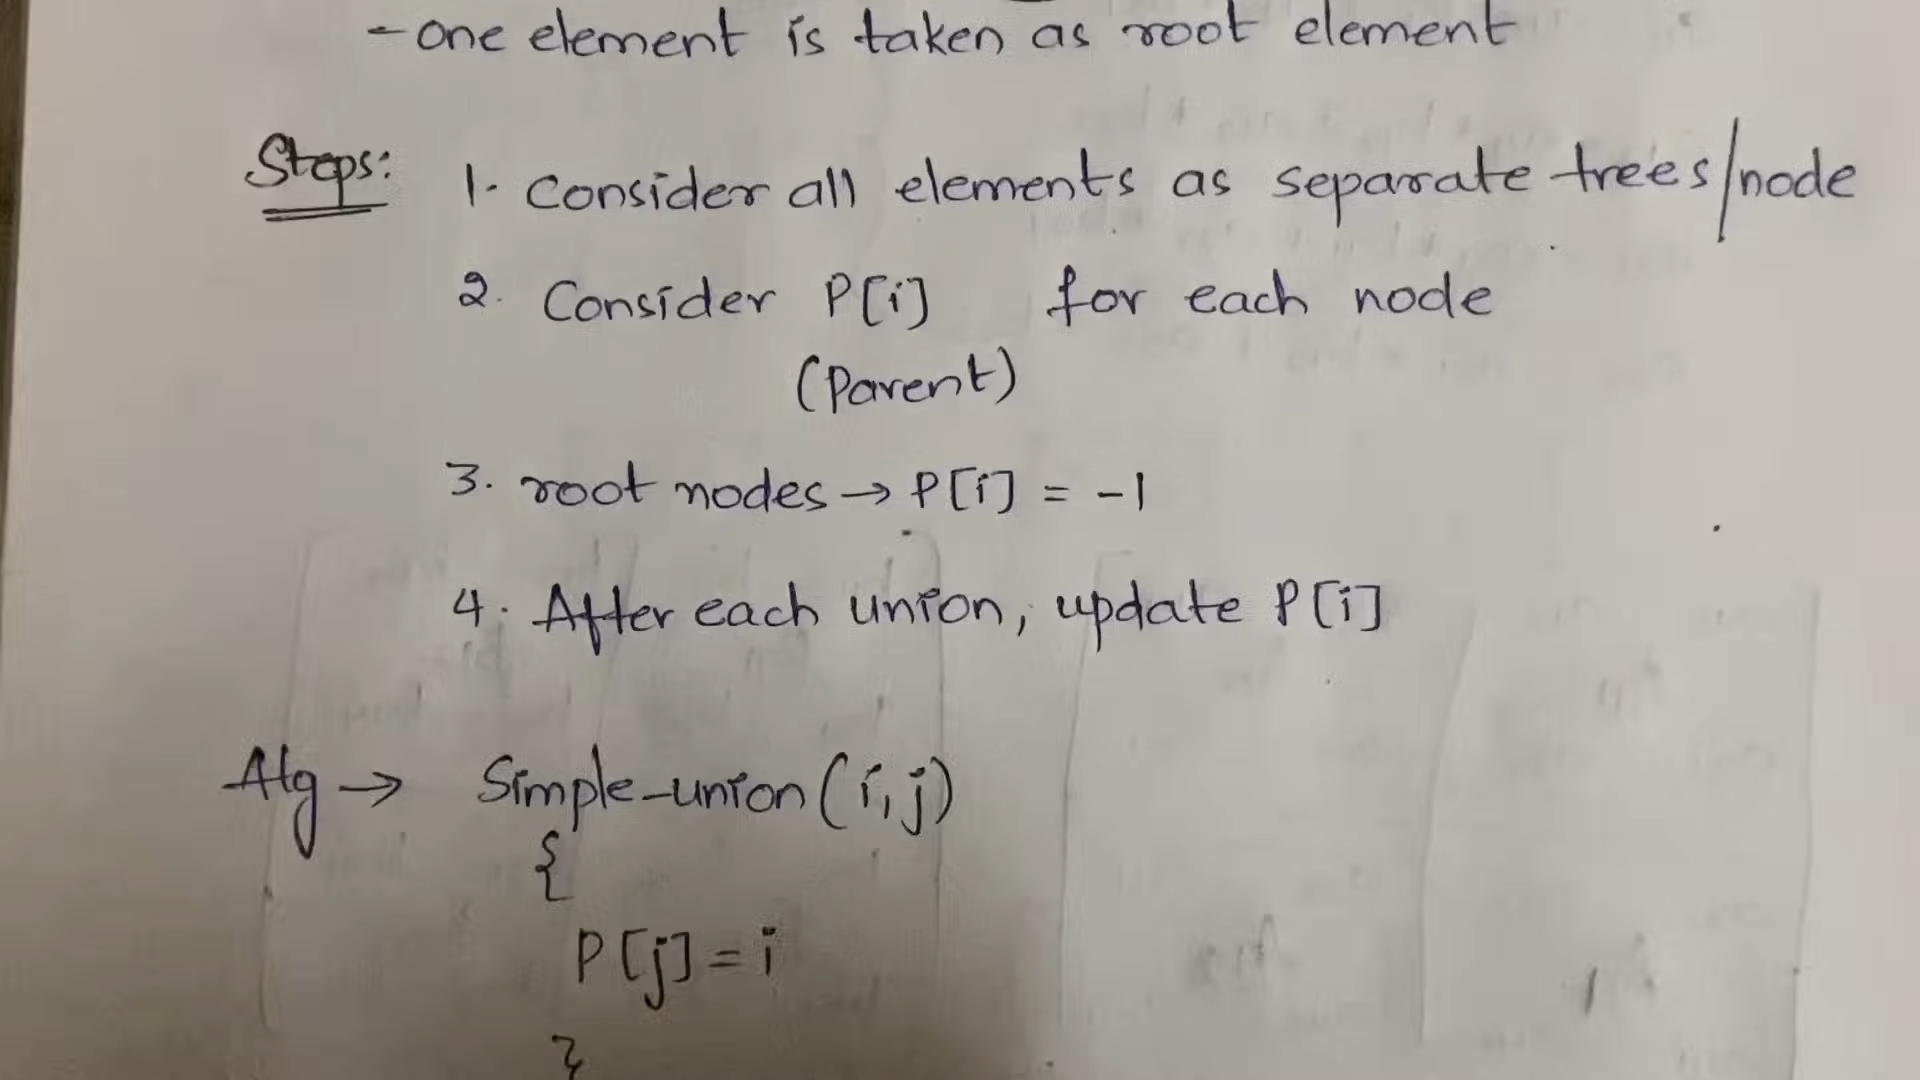 - one element is taken as root element
Steps: 1. Consider all elements as separate trees/node
2. Consider P[i] for each node
(Parent)
3. root nodes → P[i] = -1
4. After each union, update P[i]
Alg → Simple-union(i,j)
{
P[j] = i
}